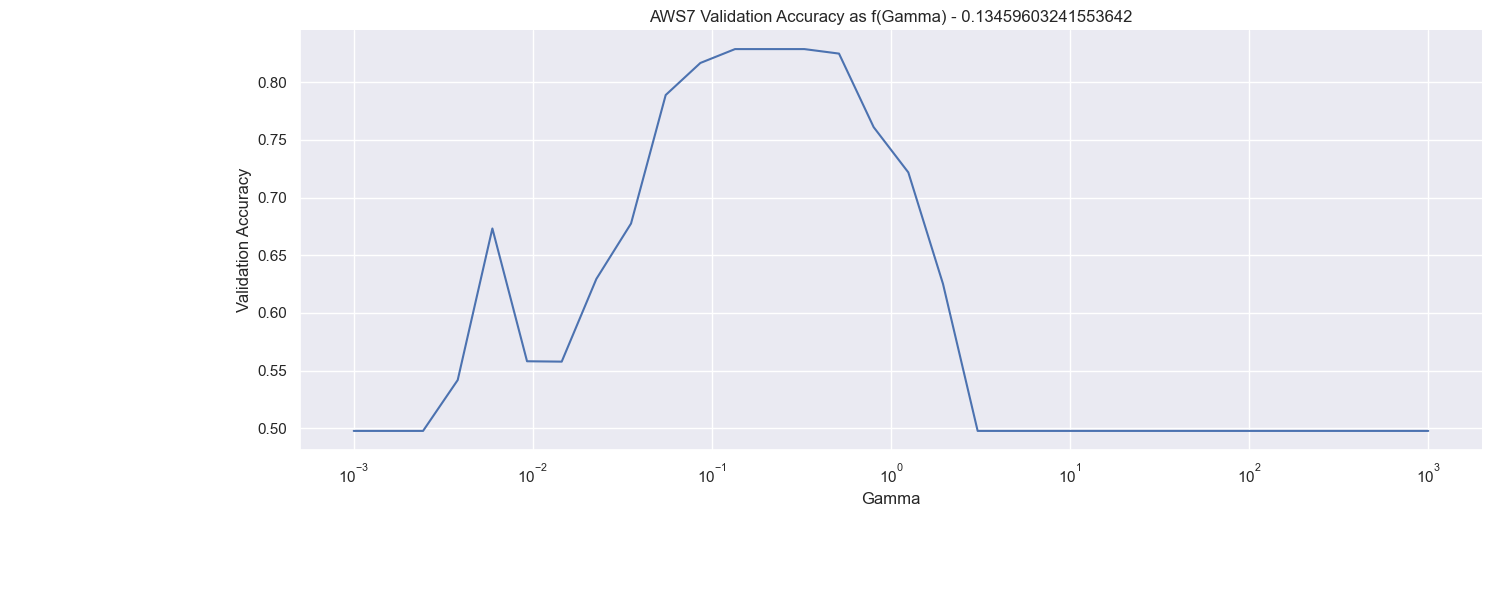 AWS7 Validation Accuracy as f(Gamma) - 0.13459603241553642
Validation Accuracy
0.80
0.75
0.70
0.65
0.60
0.55
0.50
10⁻³ 10⁻² 10⁻¹ 10⁰ 10¹ 10² 10³
Gamma